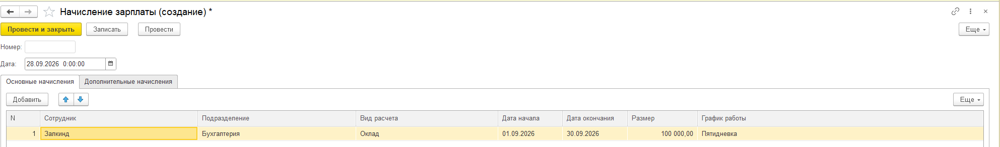 Начисление зарплаты (создание) *
Провести и закрыть Записать Провести Еще
Номер:
Дата: 28.09.2026 0:00:00
Основные начисления Дополнительные начисления
Добавить Еще
N Сотрудник Подразделение Вид расчета Дата начала Дата окончания Размер График работы
1 Залкинд Бухгалтерия Оклад 01.09.2026 30.09.2026 100 000,00 Пятидневка